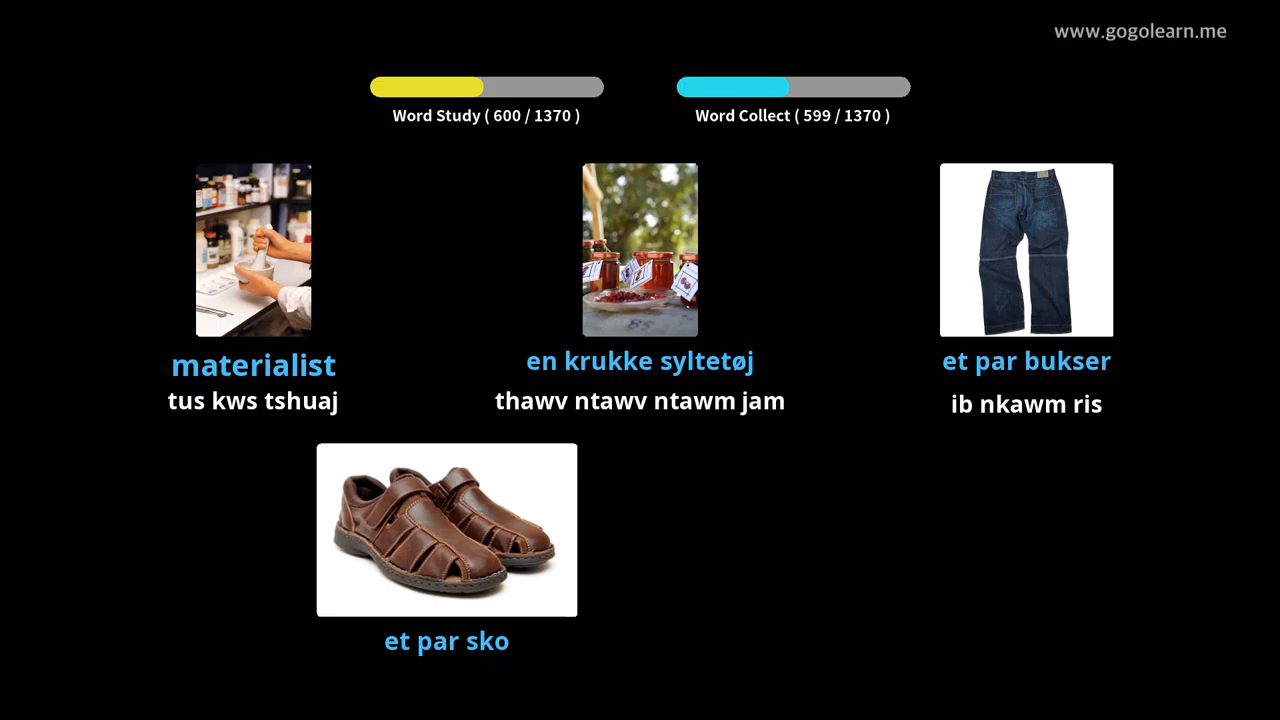 www.gogolearn.me
Word Study ( 600 / 1370 )
Word Collect ( 599 / 1370 )
materialist
tus kws tshuaj
en krukke syltetøj
thawv ntawv ntawm jam
et par bukser
ib nkawm ris
et par sko